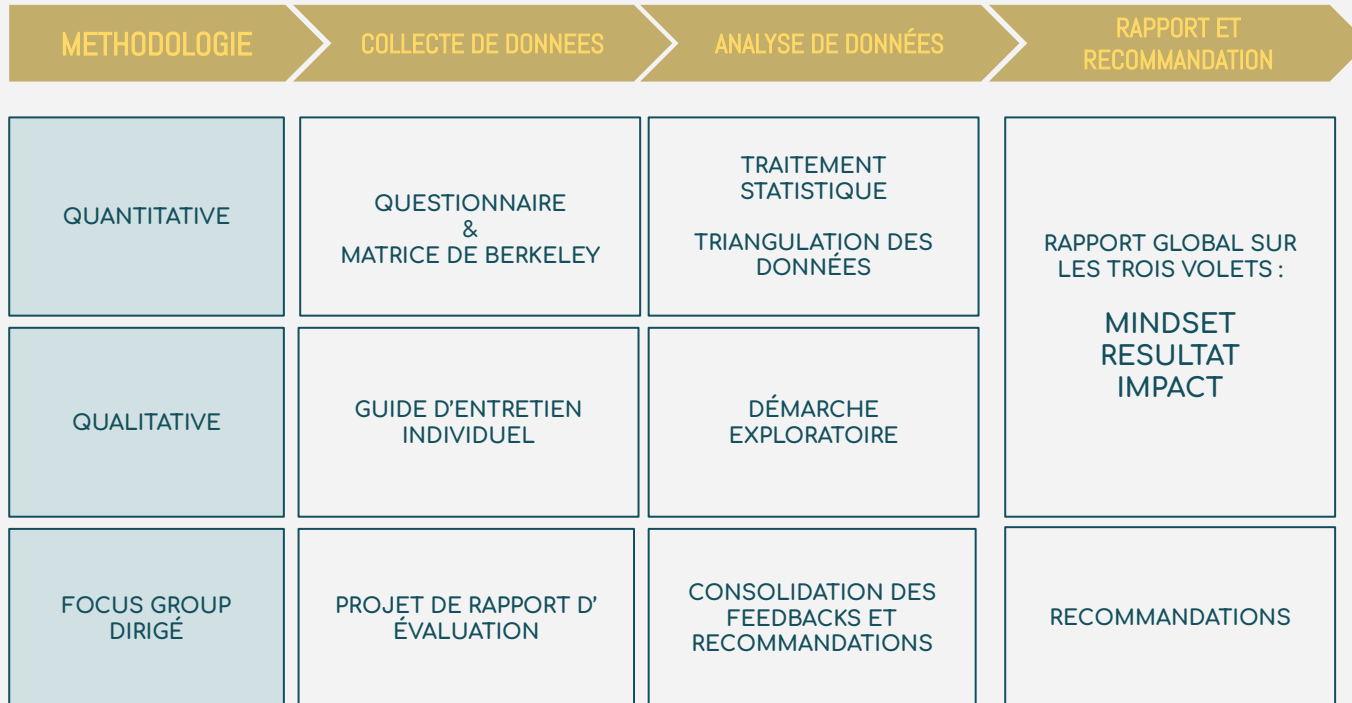 METHODOLOGIE
COLLECTE DE DONNEES
ANALYSE DE DONNÉES
RAPPORT ET
RECOMMANDATION
QUANTITATIVE
QUESTIONNAIRE
&
MATRICE DE BERKELEY
TRAITEMENT
STATISTIQUE
TRIANGULATION DES
DONNÉES
RAPPORT GLOBAL SUR
LES TROIS VOLETS :
MINDSET
RESULTAT
IMPACT
QUALITATIVE
GUIDE D'ENTRETIEN
INDIVIDUEL
DÉMARCHE
EXPLORATOIRE
FOCUS GROUP
DIRIGÉ
PROJET DE RAPPORT D'
ÉVALUATION
CONSOLIDATION DES
FEEDBACKS ET
RECOMMANDATIONS
RECOMMANDATIONS